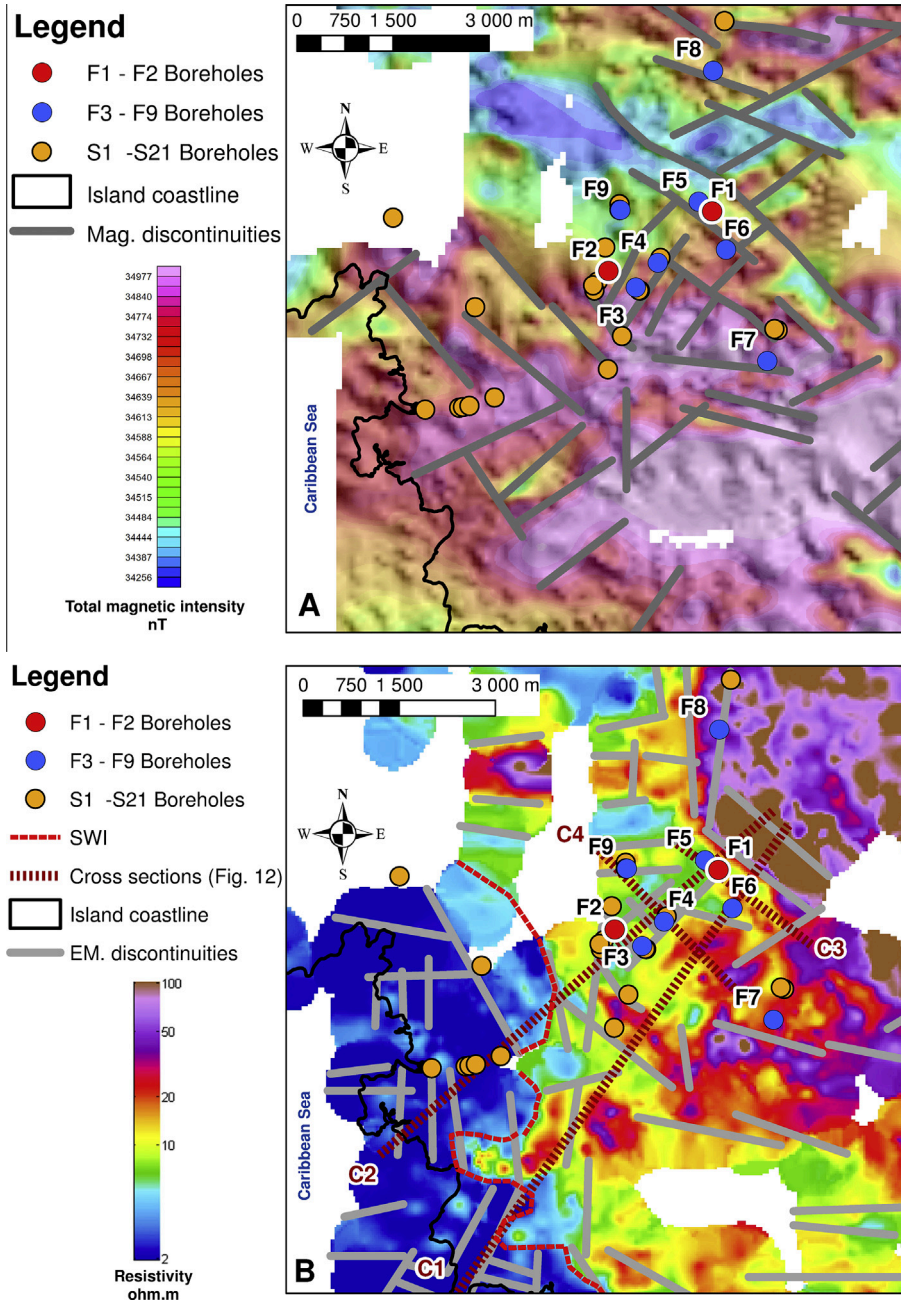 Legend
F1 - F2 Boreholes
F3 - F9 Boreholes
S1 -S21 Boreholes
Island coastline
Mag. discontinuities
34977
34840
34774
34732
34698
34666
34639
34613
34588
34564
34540
34515
34484
34444
34387
34256
Total magnetic intensity
nT
0 750 1 500 3 000 m
N
W E
S
F8
F9
F5
F1
F6
F2
F4
F3
F7
Caribbean Sea
A
Legend
F1 - F2 Boreholes
F3 - F9 Boreholes
S1 -S21 Boreholes
SWI
Cross sections (Fig. 12)
Island coastline
EM. discontinuities
100
50
20
10
2
Resistivity
ohm.m
0 750 1 500 3 000 m
N
W E
S
F8
C4
F9
F5
F1
F6
F2
F4
F3
C3
F7
Caribbean Sea
C2
C1
B